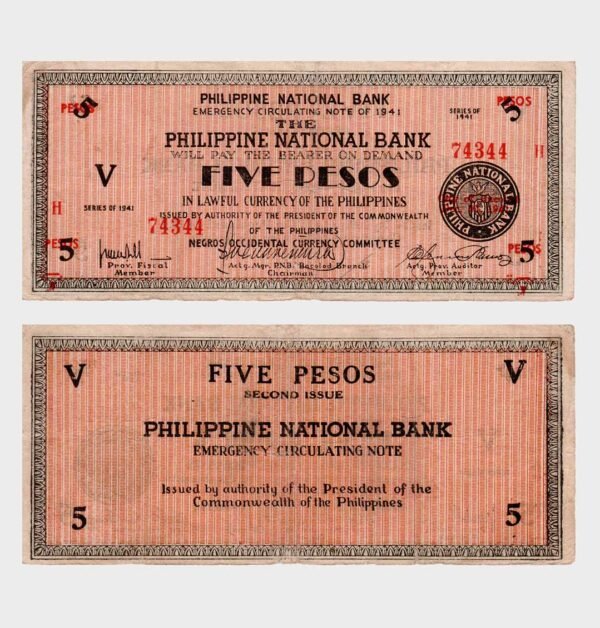 5 PESOS
PHILIPPINE NATIONAL BANK
EMERGENCY CIRCULATING NOTE OF 1941
SERIES OF
1941
5 PESOS
THE
PHILIPPINE NATIONAL BANK
WILL PAY THE BEARER ON DEMAND
74344 H
V
FIVE PESOS
IN LAWFUL CURRENCY OF THE PHILIPPINES
H SERIES OF 1941
ISSUED BY AUTHORITY OF THE PRESIDENT OF THE COMMONWEALTH
74344
OF THE PHILIPPINES
NEGROS OCCIDENTAL CURRENCY COMMITTEE
PHILIPPINE NATIONAL BANK
5 PESOS
5 PESOS
Prov. Fiscal
Member
Actg. Mgr. P.N.B. Bacolod Branch
Chairman
Actg. Prov. Auditor
Member
V
FIVE PESOS
V
SECOND ISSUE
PHILIPPINE NATIONAL BANK
EMERGENCY CIRCULATING NOTE
Issued by authority of the President of the
Commonwealth of the Philippines
5
5